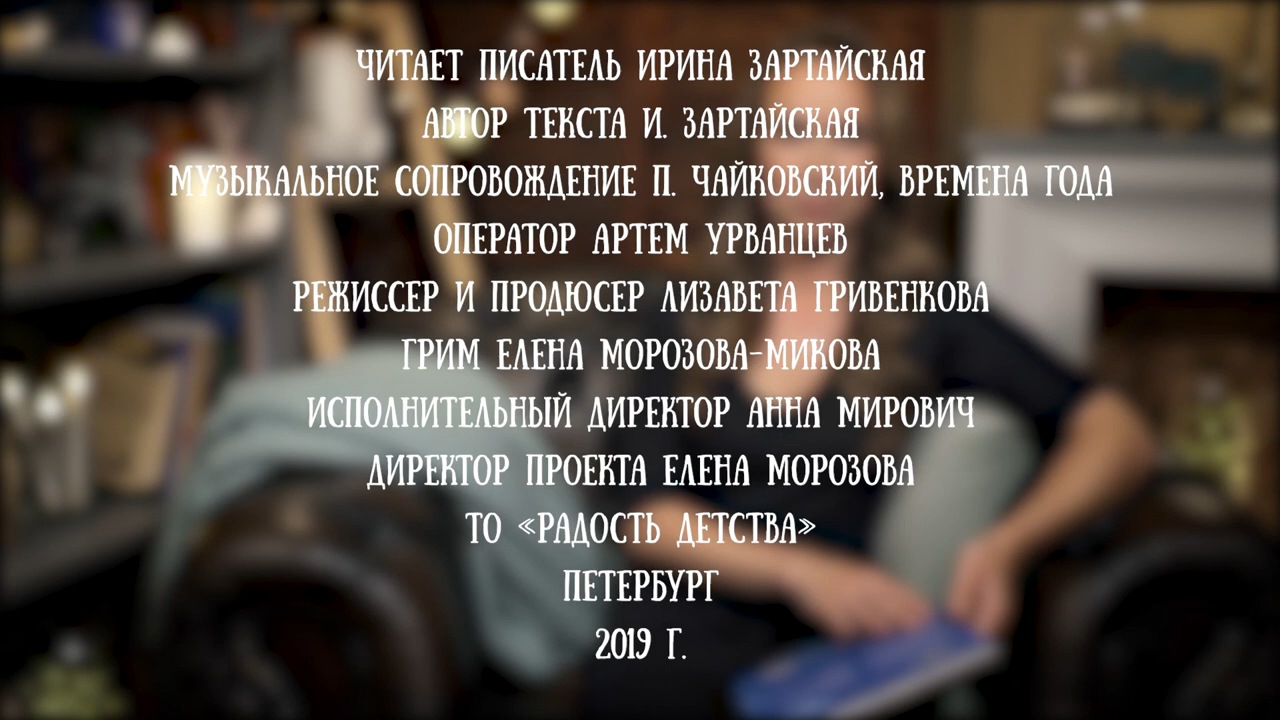 ЧИТАЕТ ПИСАТЕЛЬ ИРИНА ЗАРТАЙСКАЯ
АВТОР ТЕКСТА И. ЗАРТАЙСКАЯ
МУЗЫКАЛЬНОЕ СОПРОВОЖДЕНИЕ П. ЧАЙКОВСКИЙ, ВРЕМЕНА ГОДА
ОПЕРАТОР АРТЕМ УРВАНЦЕВ
РЕЖИССЕР И ПРОДЮСЕР ЛИЗАВЕТА ГРИВЕНКОВА
ГРИМ ЕЛЕНА МОРОЗОВА-МИКОВА
ИСПОЛНИТЕЛЬНЫЙ ДИРЕКТОР АННА МИРОВИЧ
ДИРЕКТОР ПРОЕКТА ЕЛЕНА МОРОЗОВА
ТО «РАДОСТЬ ДЕТСТВА»
ПЕТЕРБУРГ
2019 Г.